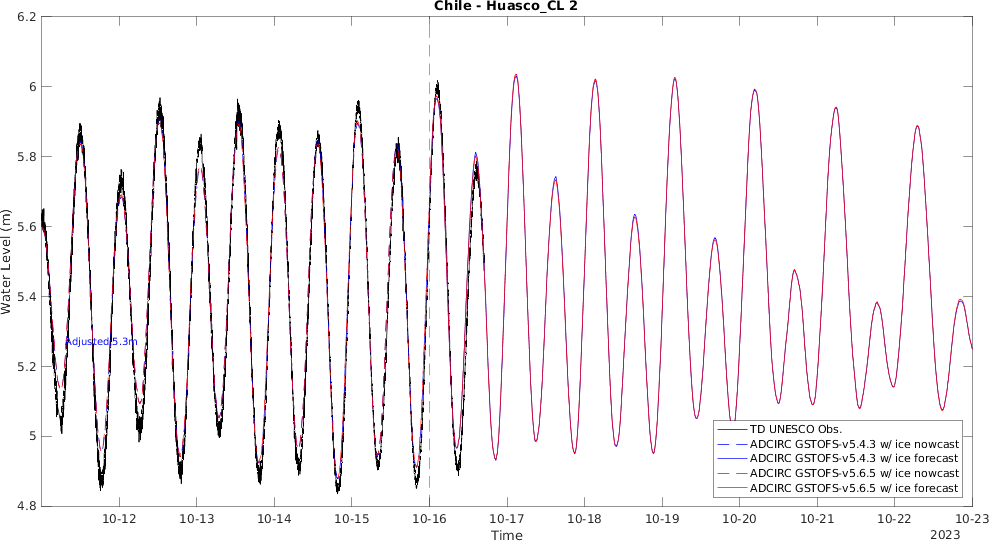 Chile - Huasco_CL 2
6.2
6
5.8
5.6
5.4
5.2
5
4.8
Water Level (m)
Adjusted 5.3m
TD UNESCO Obs.
ADCIRC GSTOFS-v5.4.3 w/ ice nowcast
ADCIRC GSTOFS-v5.4.3 w/ ice forecast
ADCIRC GSTOFS-v5.6.5 w/ ice nowcast
ADCIRC GSTOFS-v5.6.5 w/ ice forecast
10-12 10-13 10-14 10-15 10-16 10-17 10-18 10-19 10-20 10-21 10-22 10-23
Time
2023